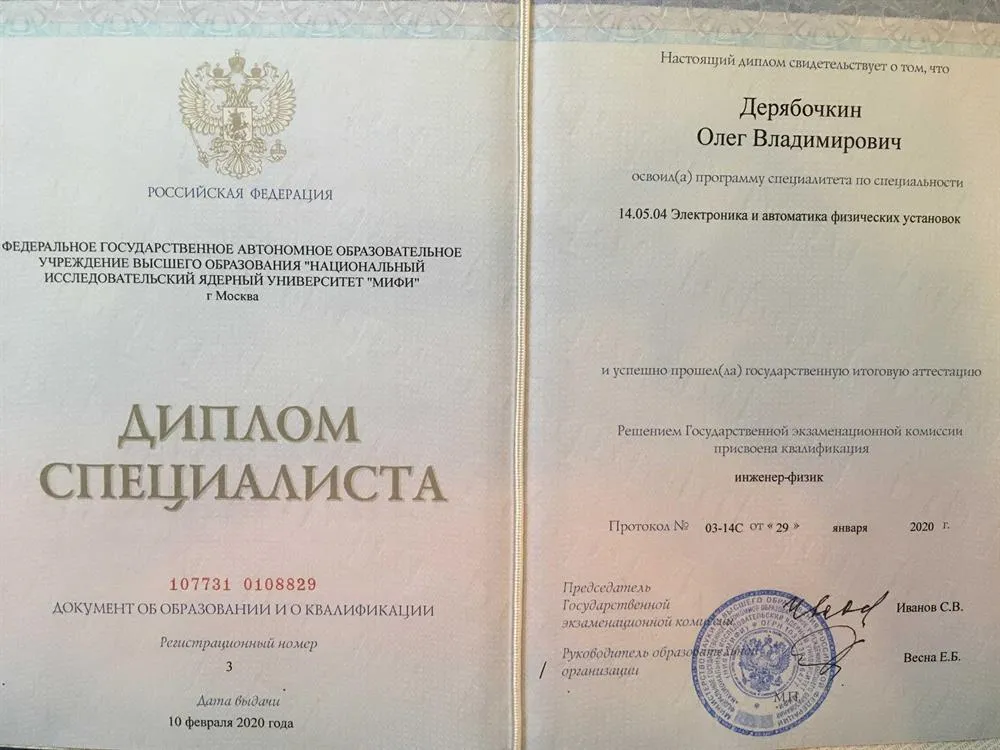 РОССИЙСКАЯ ФЕДЕРАЦИЯ
ФЕДЕРАЛЬНОЕ ГОСУДАРСТВЕННОЕ АВТОНОМНОЕ ОБРАЗОВАТЕЛЬНОЕ
УЧРЕЖДЕНИЕ ВЫСШЕГО ОБРАЗОВАНИЯ "НАЦИОНАЛЬНЫЙ
ИССЛЕДОВАТЕЛЬСКИЙ ЯДЕРНЫЙ УНИВЕРСИТЕТ "МИФИ"
г Москва
ДИПЛОМ
СПЕЦИАЛИСТА
107731 0108829
ДОКУМЕНТ ОБ ОБРАЗОВАНИИ И О КВАЛИФИКАЦИИ
Регистрационный номер
3
Дата выдачи
10 февраля 2020 года
Настоящий диплом свидетельствует о том, что
Дерябочкин
Олег Владимирович
освоил(а) программу специалитета по специальности
14.05.04 Электроника и автоматика физических установок
и успешно прошел(ла) государственную итоговую аттестацию
Решением Государственной экзаменационной комиссии
присвоена квалификация
инженер-физик
Протокол № 03-14С от « 29 » января 2020 г.
Председатель
Государственной
экзаменационной комиссии
Иванов С.В.
Руководитель образовательной
организации
Весна Е.Б.
М.П.